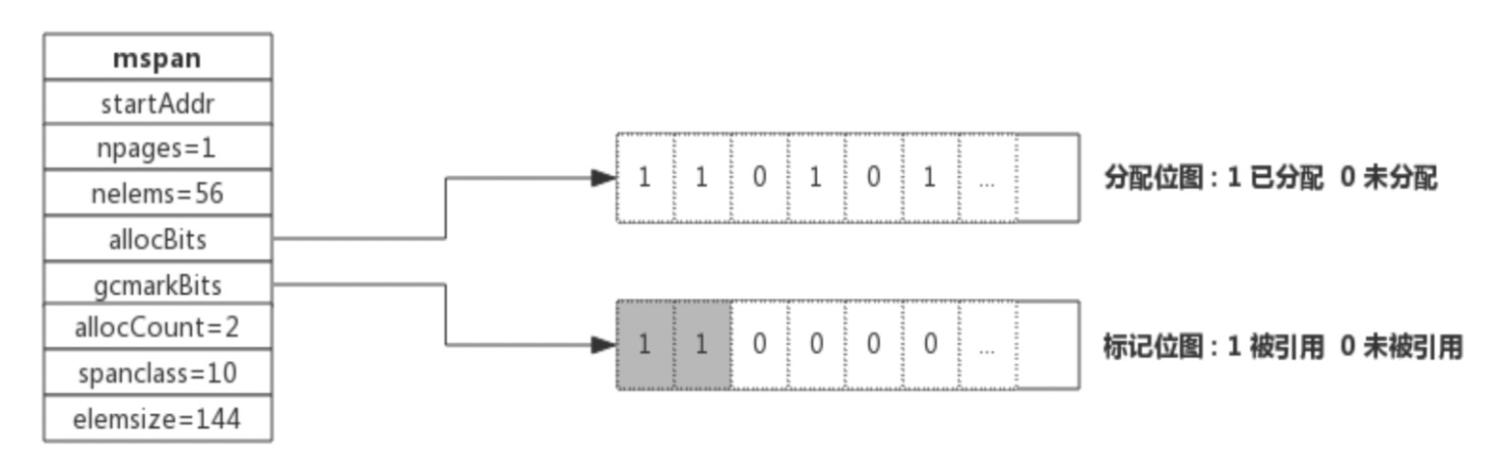 mspan
startAddr
npages=1
nelems=56
allocBits
gcmarkBits
allocCount=2
spanclass=10
elemsize=144
1 1 0 1 0 1 ...
分配位图：1 已分配 0 未分配
1 1 0 0 0 0 ...
标记位图：1 被引用 0 未被引用